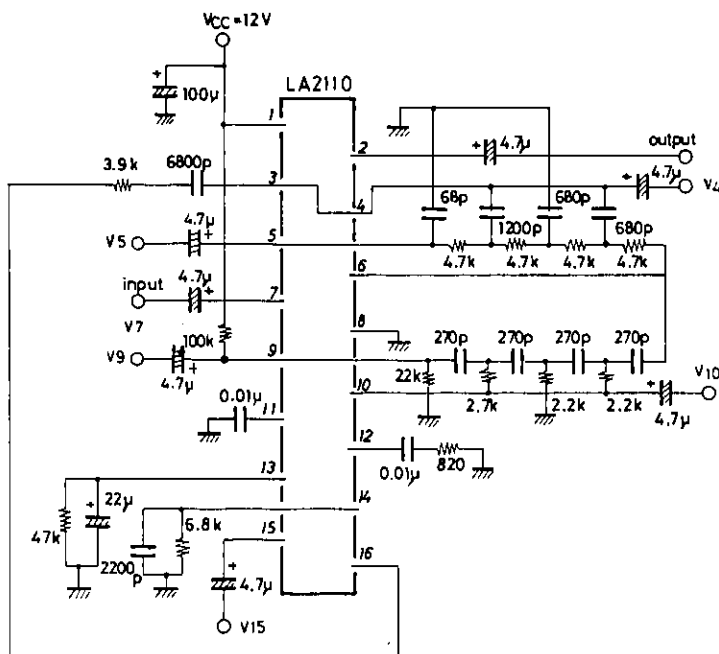 VCC = 12V
LA2110
100μ
1
2
4.7μ
output
3.9k
6800p
3
4
4.7μ
V4
68p
680p
4.7μ
1200p
680p
V5
5
4.7k
4.7k
4.7k
4.7k
6
4.7μ
input
7
V7
100k
8
270p
270p
270p
270p
V9
9
22k
V10
4.7μ
10
2.7k
2.2k
2.2k
4.7μ
0.01μ
11
12
0.01μ
820
13
22μ
14
6.8k
47k
15
2200p
16
4.7μ
V15